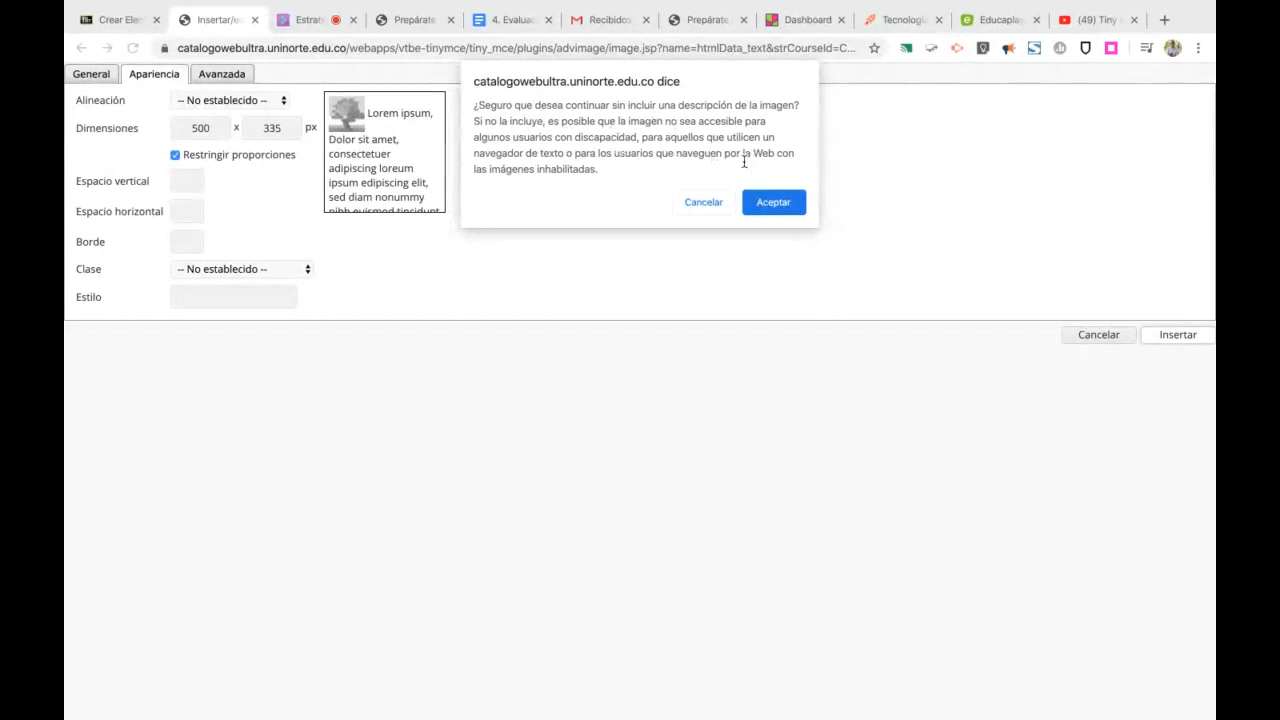 Crear Elem
Insertar/ed
Estrate
Prepárate
4. Evaluac
Recibidos
Prepárate
Dashboard
Tecnologí
Educaplay
(49) Tiny
catalogowebultra.uninorte.edu.co/webapps/vtbe-tinymce/tiny_mce/plugins/advimage/image.jsp?name=htmlData_text&strCourseId=C...
General
Apariencia
Avanzada
Alineación
-- No establecido --
Dimensiones
500 x 335 px
Restringir proporciones
Espacio vertical
Espacio horizontal
Borde
Clase
-- No establecido --
Estilo
Lorem ipsum,
Dolor sit amet,
consectetuer
adipiscing loreum
ipsum edipiscing elit,
sed diam nonummy
nibh euismod tincidunt
catalogowebultra.uninorte.edu.co dice
¿Seguro que desea continuar sin incluir una descripción de la imagen?
Si no la incluye, es posible que la imagen no sea accesible para
algunos usuarios con discapacidad, para aquellos que utilicen un
navegador de texto o para los usuarios que naveguen por la Web con
las imágenes inhabilitadas.
Cancelar
Aceptar
Cancelar
Insertar